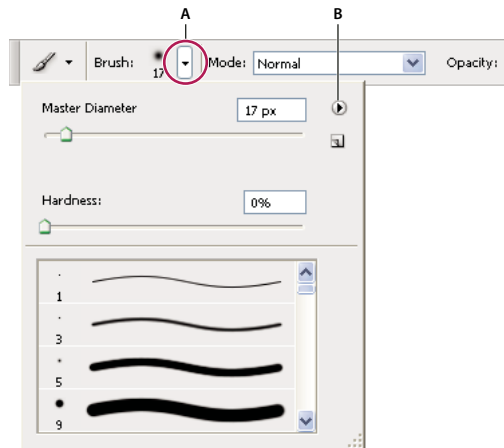 A B
Brush: 17 Mode: Normal Opacity:
Master Diameter 17 px
Hardness: 0%
1
3
5
9